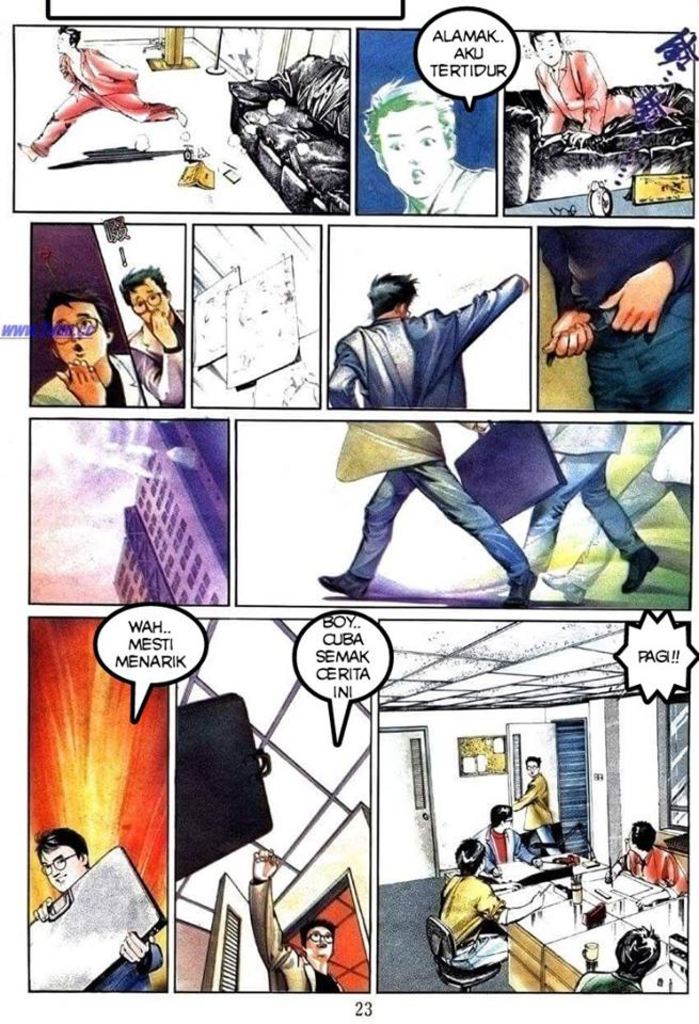 ALAMAK..
AKU
TERTIDUR
WAH..
MESTI
MENARIK
BOY..
CUBA
SEMAK
CERITA
INI
PAGI!!
23